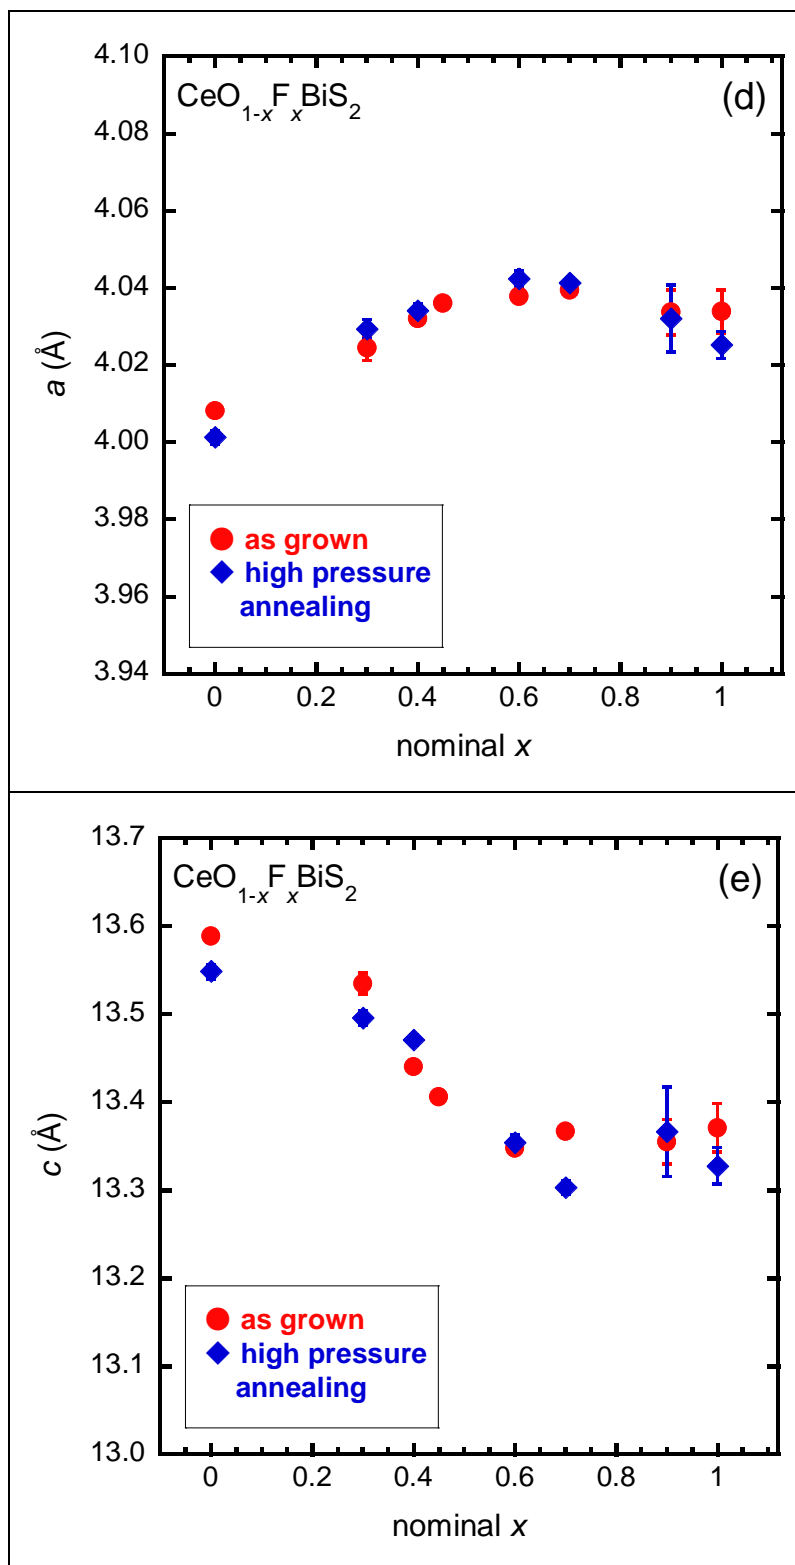 4.10
CeO1-xFxBiS2
(d)
4.08
4.06
4.04
4.02
4.00
3.98
3.96
3.94
a (Å)
as grown
high pressure
annealing
0 0.2 0.4 0.6 0.8 1
nominal x
13.7
CeO1-xFxBiS2
(e)
13.6
13.5
13.4
13.3
13.2
13.1
13.0
c (Å)
as grown
high pressure
annealing
0 0.2 0.4 0.6 0.8 1
nominal x